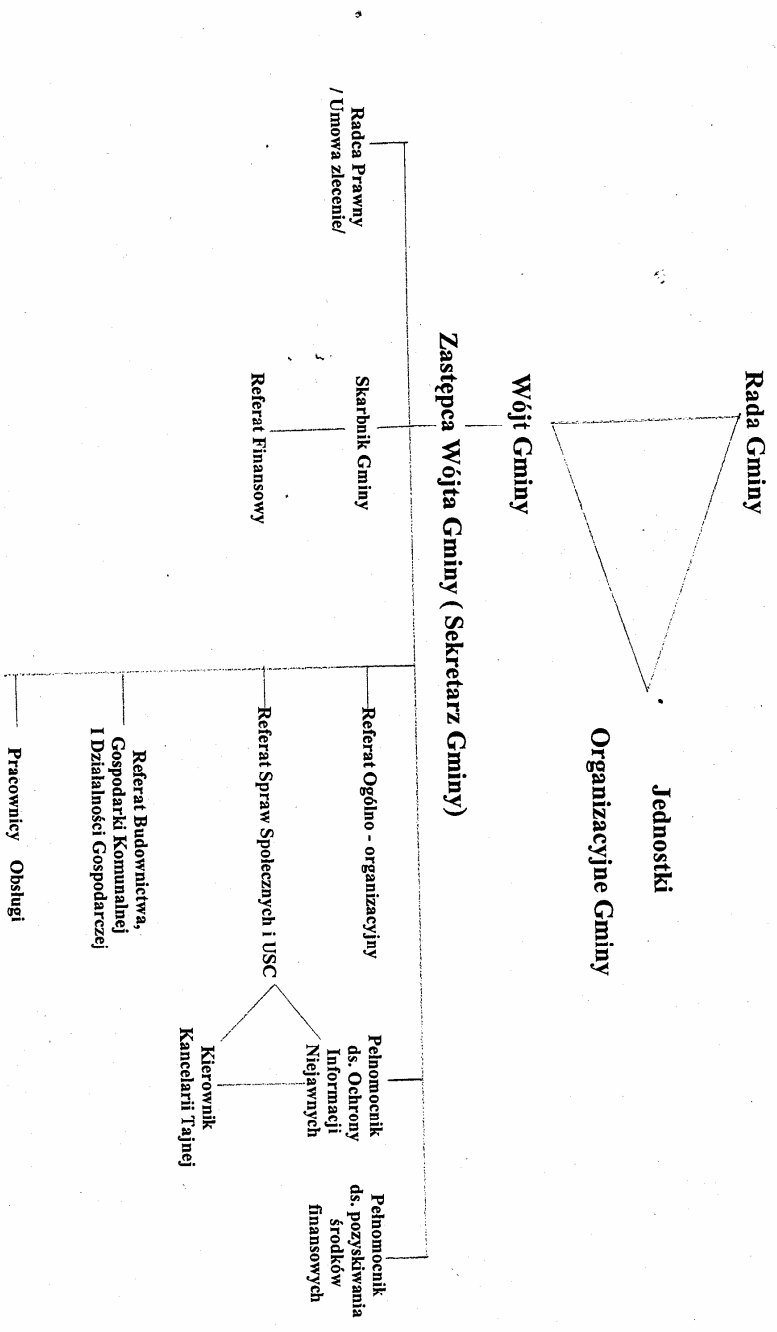 Rada Gminy
Jednostki
Organizacyjne Gminy
Wójt Gminy
Zastępca Wójta Gminy ( Sekretarz Gminy)
Radca Prawny
/ Umowa zlecenie/
Skarbnik Gminy
Referat Finansowy
Referat Ogólno - organizacyjny
Referat Spraw Społecznych i USC
Referat Budownictwa,
Gospodarki Komunalnej
I Działalności Gospodarczej
Pracownicy Obsługi
Pełnomocnik
ds. Ochrony
Informacji
Niejawnych
Kierownik
Kancelarii Tajnej
Pełnomocnik
ds. pozyskiwania
środków
finansowych